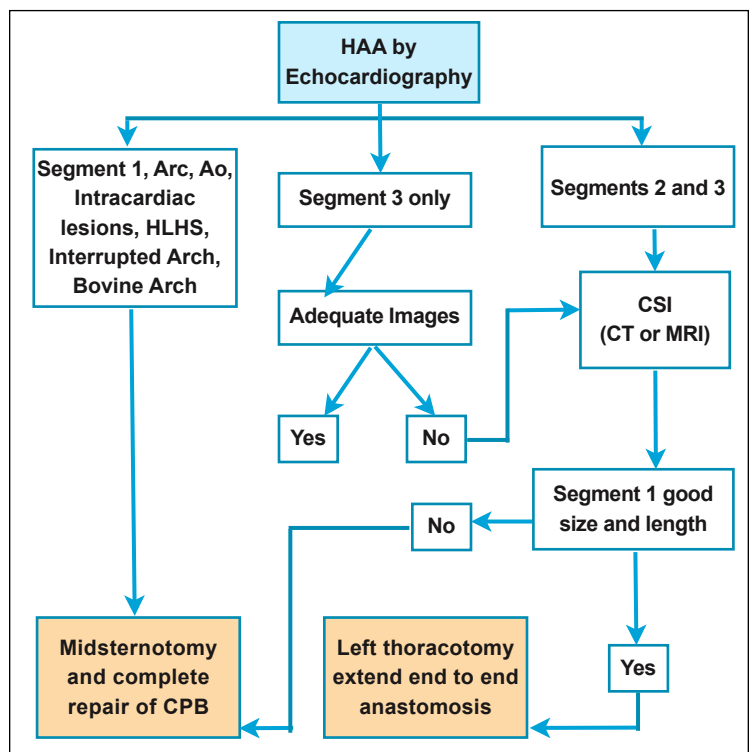 HAA by
Echocardiography
Segment 1, Arc, Ao,
Intracardiac
lesions, HLHS,
Interrupted Arch,
Bovine Arch
Segment 3 only
Segments 2 and 3
Adequate Images
CSI
(CT or MRI)
Yes
No
Segment 1 good
size and length
No
Midsternotomy
and complete
repair of CPB
Left thoracotomy
extend end to end
anastomosis
Yes